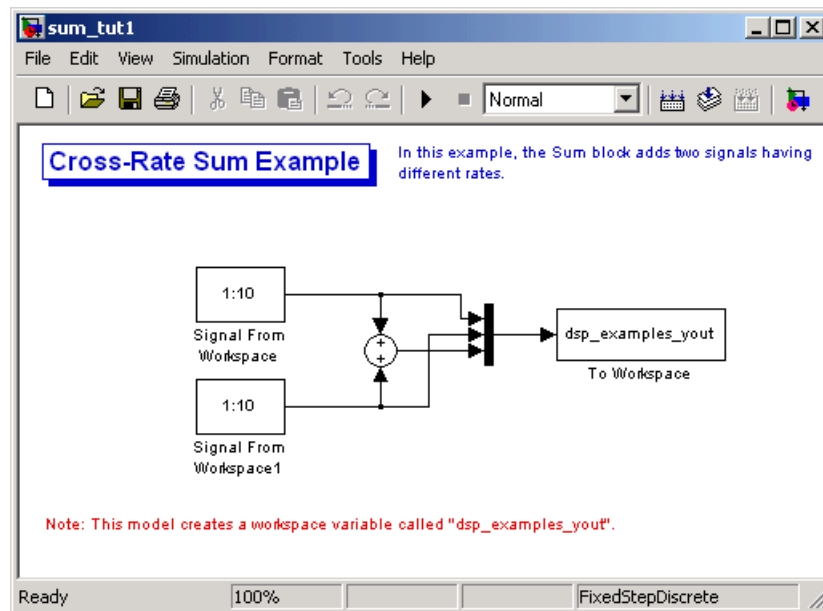 sum_tut1
File Edit View Simulation Format Tools Help
Normal
Cross-Rate Sum Example
In this example, the Sum block adds two signals having
different rates.
1:10
Signal From
Workspace
+
+
dsp_examples_yout
To Workspace
1:10
Signal From
Workspace1
Note: This model creates a workspace variable called "dsp_examples_yout".
Ready 100% FixedStepDiscrete